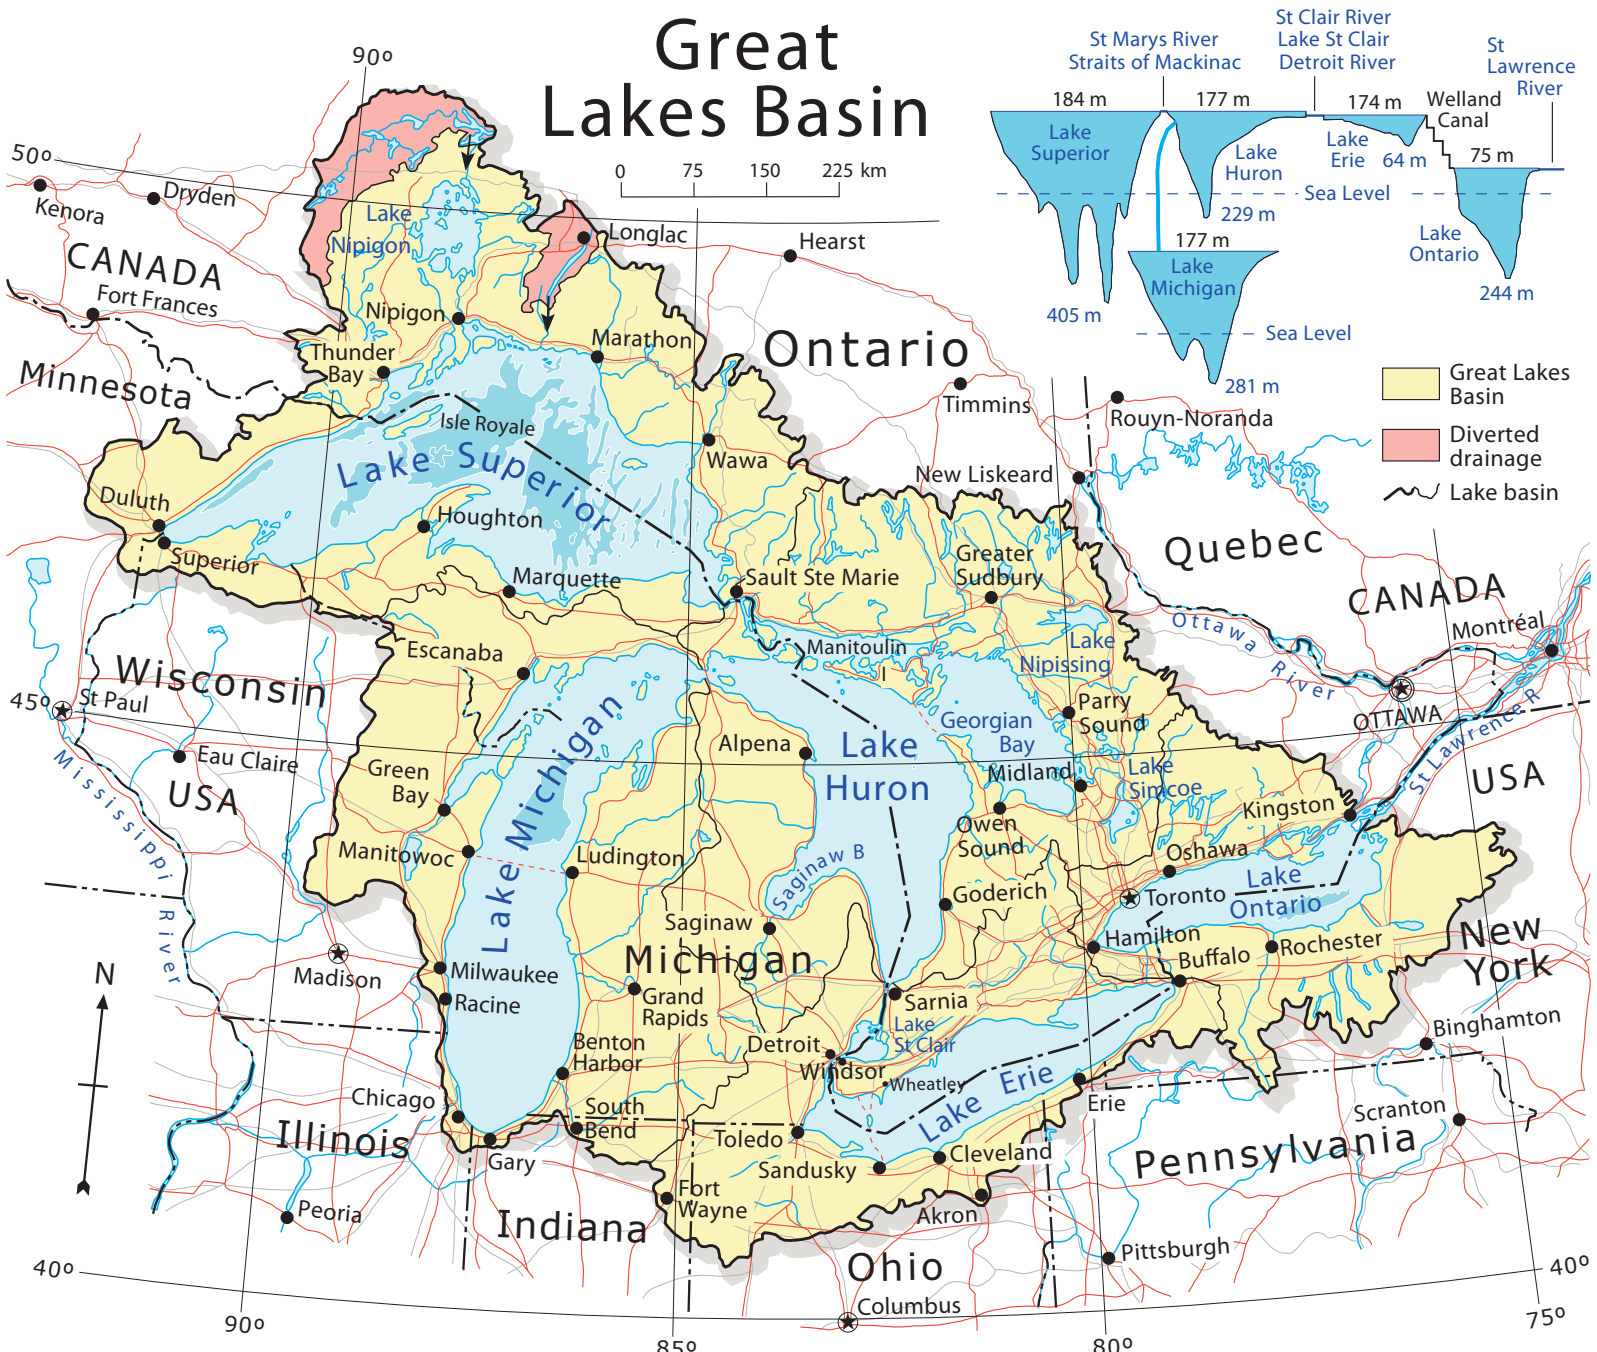 Great
Lakes Basin
0 75 150 225 km
St Marys River
Straits of Mackinac
St Clair River
Lake St Clair
Detroit River
St
Lawrence
River
184 m
177 m
174 m
Welland
Canal
75 m
Lake
Superior
Lake
Huron
Lake
Erie
64 m
Sea Level
229 m
177 m
Lake
Michigan
Lake
Ontario
405 m
244 m
Sea Level
281 m
Great Lakes
Basin
Diverted
drainage
Lake basin
90º
50º
Kenora
Dryden
CANADA
Fort Frances
Minnesota
Lake
Nipigon
Longlac
Hearst
Nipigon
Marathon
Thunder
Bay
Ontario
Timmins
Rouyn-Noranda
Isle Royale
Lake Superior
Wawa
New Liskeard
Duluth
Superior
Houghton
Marquette
Sault Ste Marie
Greater
Sudbury
Quebec
CANADA
Montréal
Ottawa River
OTTAWA
St Lawrence R
Escanaba
Manitoulin
I
Lake
Nipissing
Wisconsin
45º
St Paul
Eau Claire
USA
Mississippi River
Parry
Sound
Georgian
Bay
Alpena
Lake
Huron
Midland
Lake
Simcoe
USA
Green
Bay
Lake Michigan
Kingston
Owen
Sound
Manitowoc
Ludington
Saginaw B
Oshawa
Goderich
Toronto
Lake
Ontario
Saginaw
Michigan
Hamilton
Buffalo
Rochester
New
York
Madison
Milwaukee
Racine
Grand
Rapids
Sarnia
Lake
St Clair
N
Benton
Harbor
Detroit
Windsor
Wheatley
Lake Erie
Erie
Binghamton
Chicago
Illinois
South
Bend
Toledo
Sandusky
Cleveland
Scranton
Pennsylvania
Gary
Fort
Wayne
Akron
Peoria
Indiana
Ohio
Pittsburgh
Columbus
40º
40º
90º
85º
80º
75º